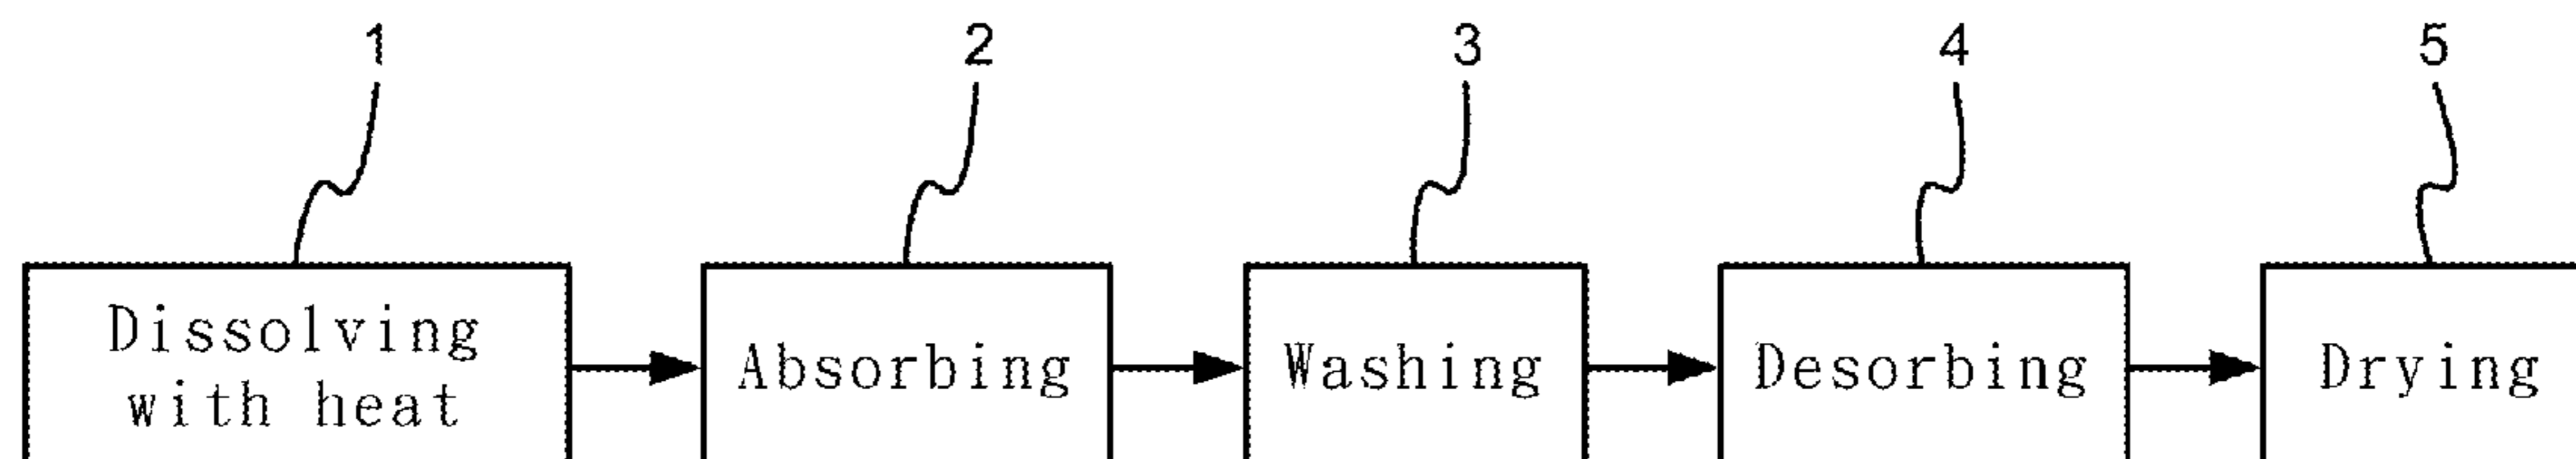 1 2 3 4 5
Dissolving
with heat
Absorbing
Washing
Desorbing
Drying